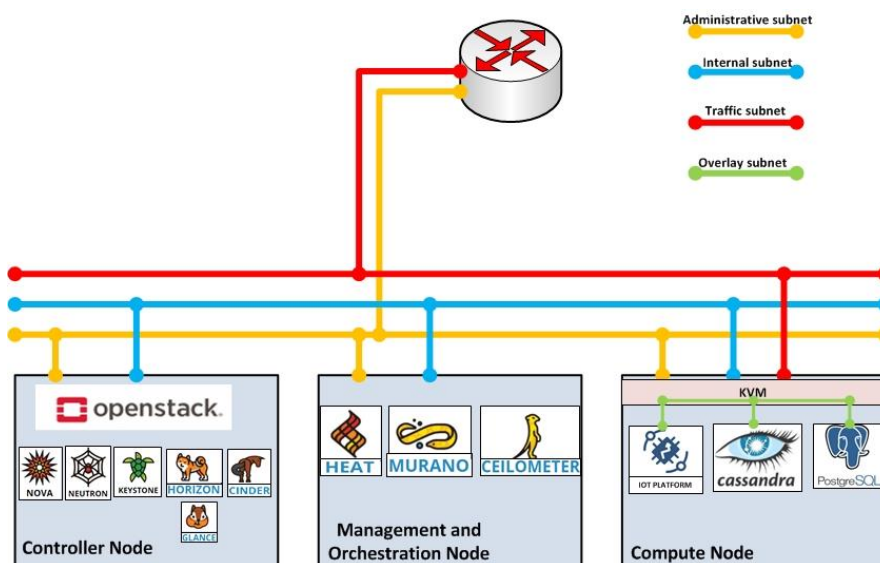 Administrative subnet
Internal subnet
Traffic subnet
Overlay subnet
openstack.
NOVA
NEUTRON
KEYSTONE
HORIZON
CINDER
GLANCE
Controller Node
HEAT
MURANO
CEILOMETER
Management and
Orchestration Node
KVM
IOT PLATFORM
cassandra
PostgreSQL
Compute Node